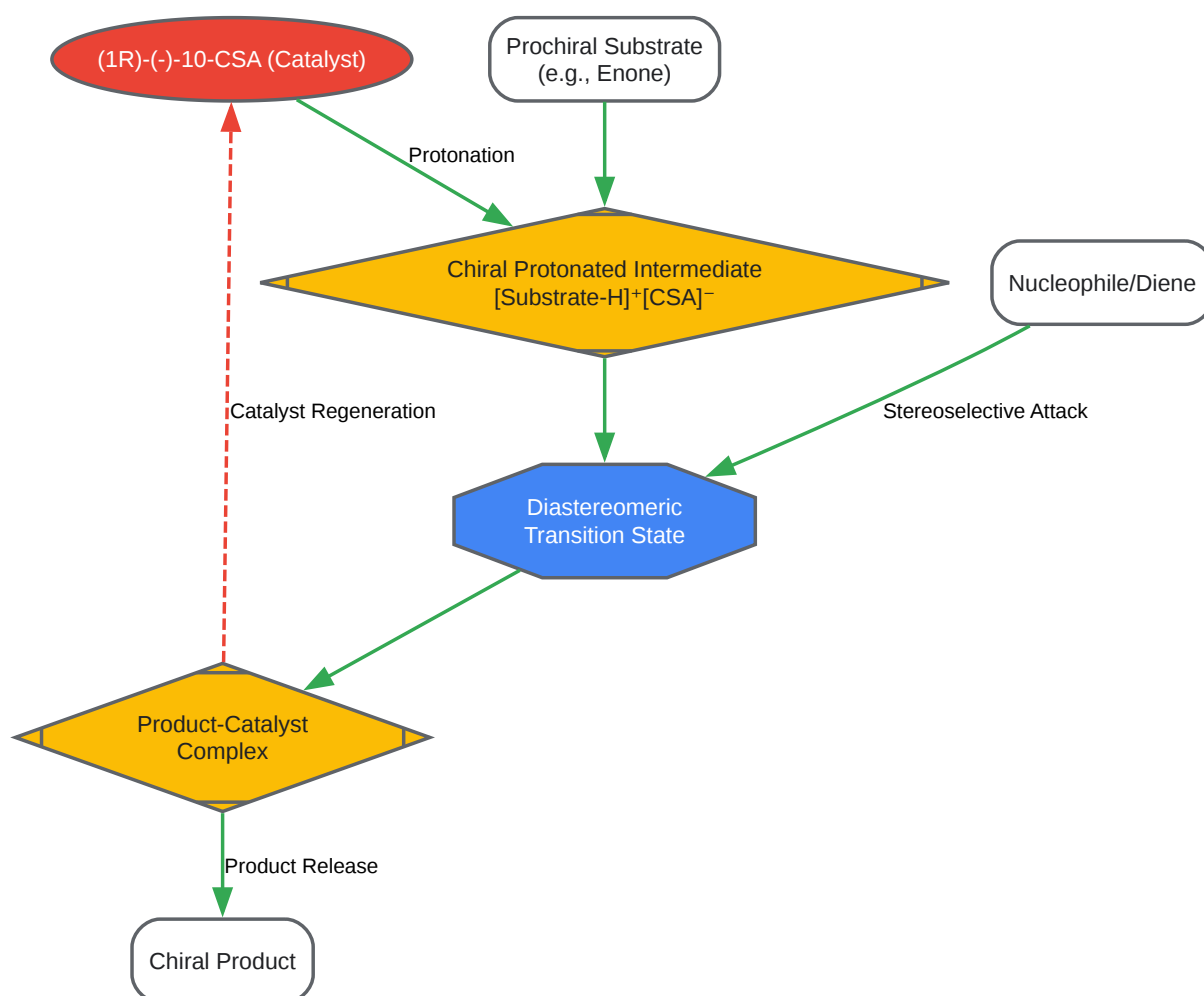 (1R)-(-)-10-CSA (Catalyst)
Prochiral Substrate
(e.g., Enone)
Protonation
Chiral Protonated Intermediate
[Substrate-H]⁺[CSA]⁻
Nucleophile/Diene
Catalyst Regeneration
Stereoselective Attack
Diastereomeric
Transition State
Product-Catalyst
Complex
Product Release
Chiral Product